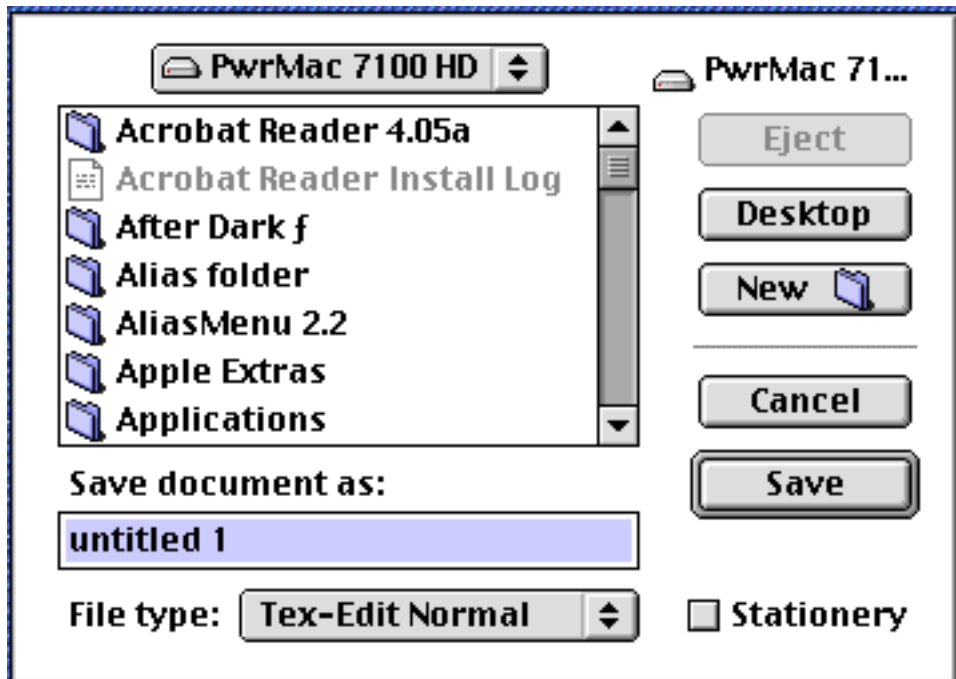 PwrMac 7100 HD
PwrMac 71...
Acrobat Reader 4.05a
Acrobat Reader Install Log
After Dark ƒ
Alias folder
AliasMenu 2.2
Apple Extras
Applications
Eject
Desktop
New
Cancel
Save
Save document as:
untitled 1
File type: Tex-Edit Normal
Stationery